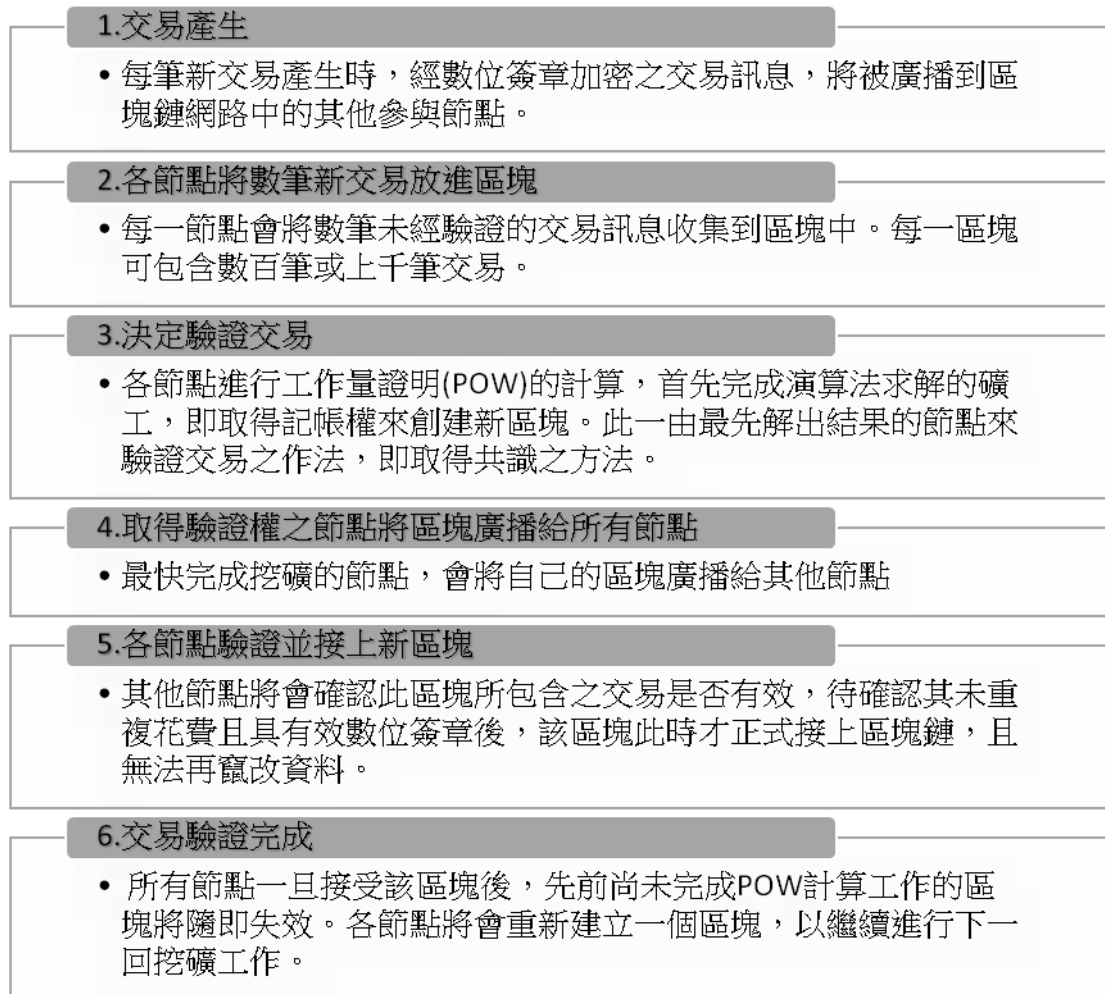 1.交易產生
• 每筆新交易產生時，經數位簽章加密之交易訊息，將被廣播到區
塊鏈網路中的其他參與節点。
2.各節點將數筆新交易放進區塊
• 每一節點會將數筆未經驗證的交易訊息收集到區塊中。每一區塊
可包含數百筆或上千筆交易。
3.決定驗證交易
• 各節點進行工作量證明(POW)的計算，首先完成演算法求解的礦
工，即取得記帳權來創建新區塊。此一由最先解出結果的節點來
驗證交易之作法，即取得共識之方法。
4.取得驗證權之節點將區塊廣播給所有節點
• 最快完成挖礦的節點，會將自己的區塊廣播給其他節點
5.各節點驗證並接上新區塊
• 其他節點將會確認此區塊所包含之交易是否有效，待確認其未重
複花費且具有效數位簽章後，該區塊此時才正式接上區塊鏈，且
無法再竄改資料。
6.交易驗證完成
• 所有節點一旦接受該區塊後，先前尚未完成POW計算工作的區
塊將隨即失效。各節點將會重新建立一個區塊，以繼續進行下一
回挖礦工作。